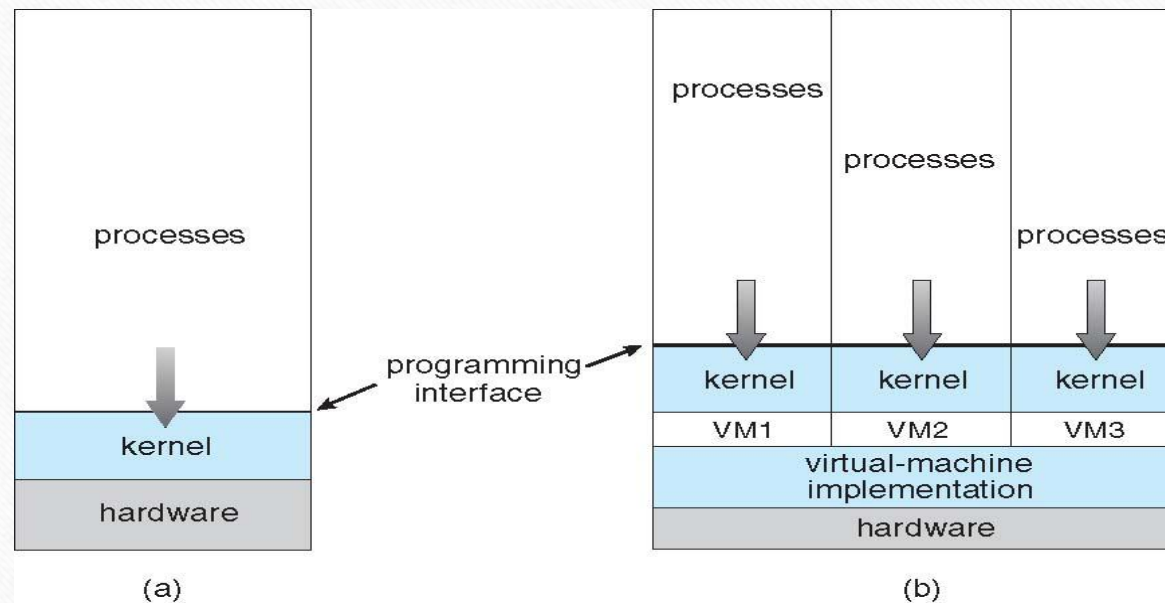 processes
kernel
hardware
(a)
programming
interface
processes
processes
processes
kernel kernel kernel
VM1 VM2 VM3
virtual-machine
implementation
hardware
(b)